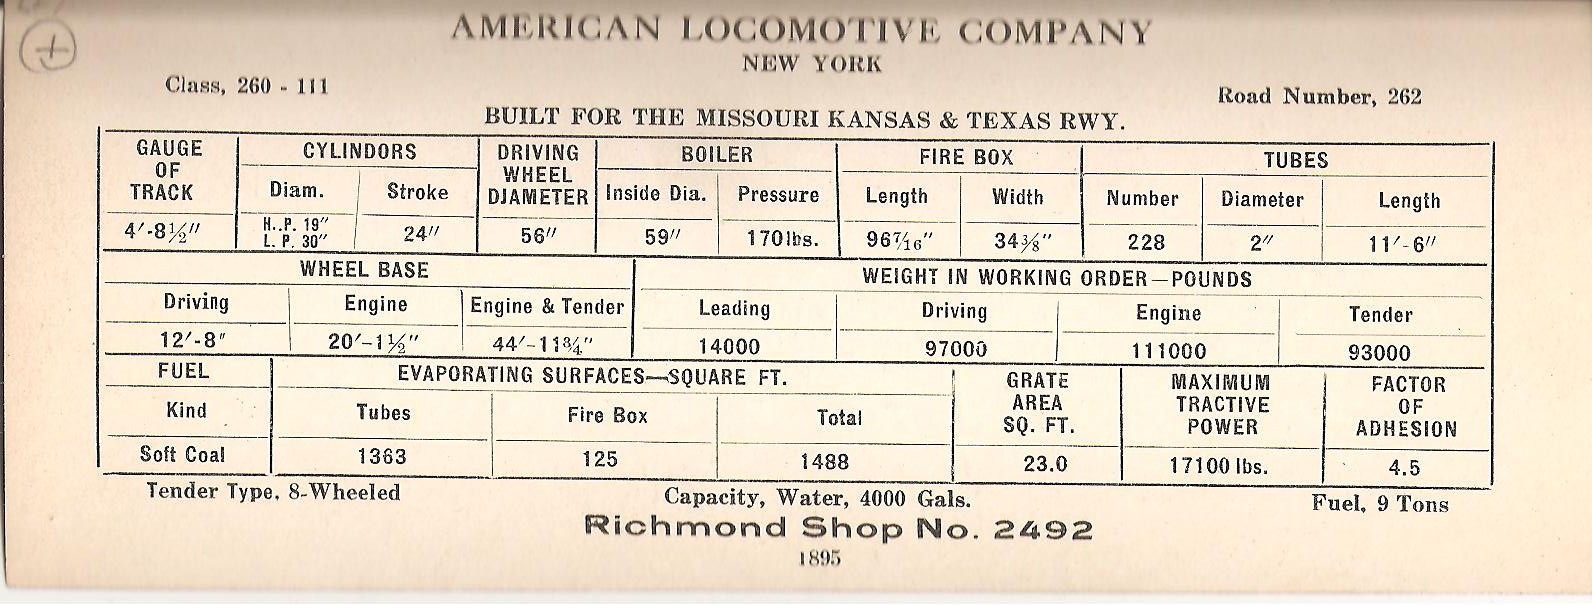 AMERICAN LOCOMOTIVE COMPANY
NEW YORK
Class, 260 - 111
Road Number, 262
BUILT FOR THE MISSOURI KANSAS & TEXAS RWY.
GAUGE OF TRACK CYLINDORS DRIVING WHEEL DIAMETER BOILER FIRE BOX TUBES
Diam. Stroke Inside Dia. Pressure Length Width Number Diameter Length
4'-8½" H..P. 19" L. P. 30" 24" 56" 59" 170lbs. 96 7/16" 34⅜" 228 2" 11'-6"
WHEEL BASE WEIGHT IN WORKING ORDER—POUNDS
Driving Engine Engine & Tender Leading Driving Engine Tender
12'-8" 20'-1½" 44'-11¾" 14000 97000 111000 93000
FUEL EVAPORATING SURFACES—SQUARE FT. GRATE AREA SQ. FT. MAXIMUM TRACTIVE POWER FACTOR OF ADHESION
Kind Tubes Fire Box Total
Soft Coal 1363 125 1488 23.0 17100 lbs. 4.5
Tender Type, 8-Wheeled Capacity, Water, 4000 Gals. Fuel, 9 Tons
Richmond Shop No. 2492
1895